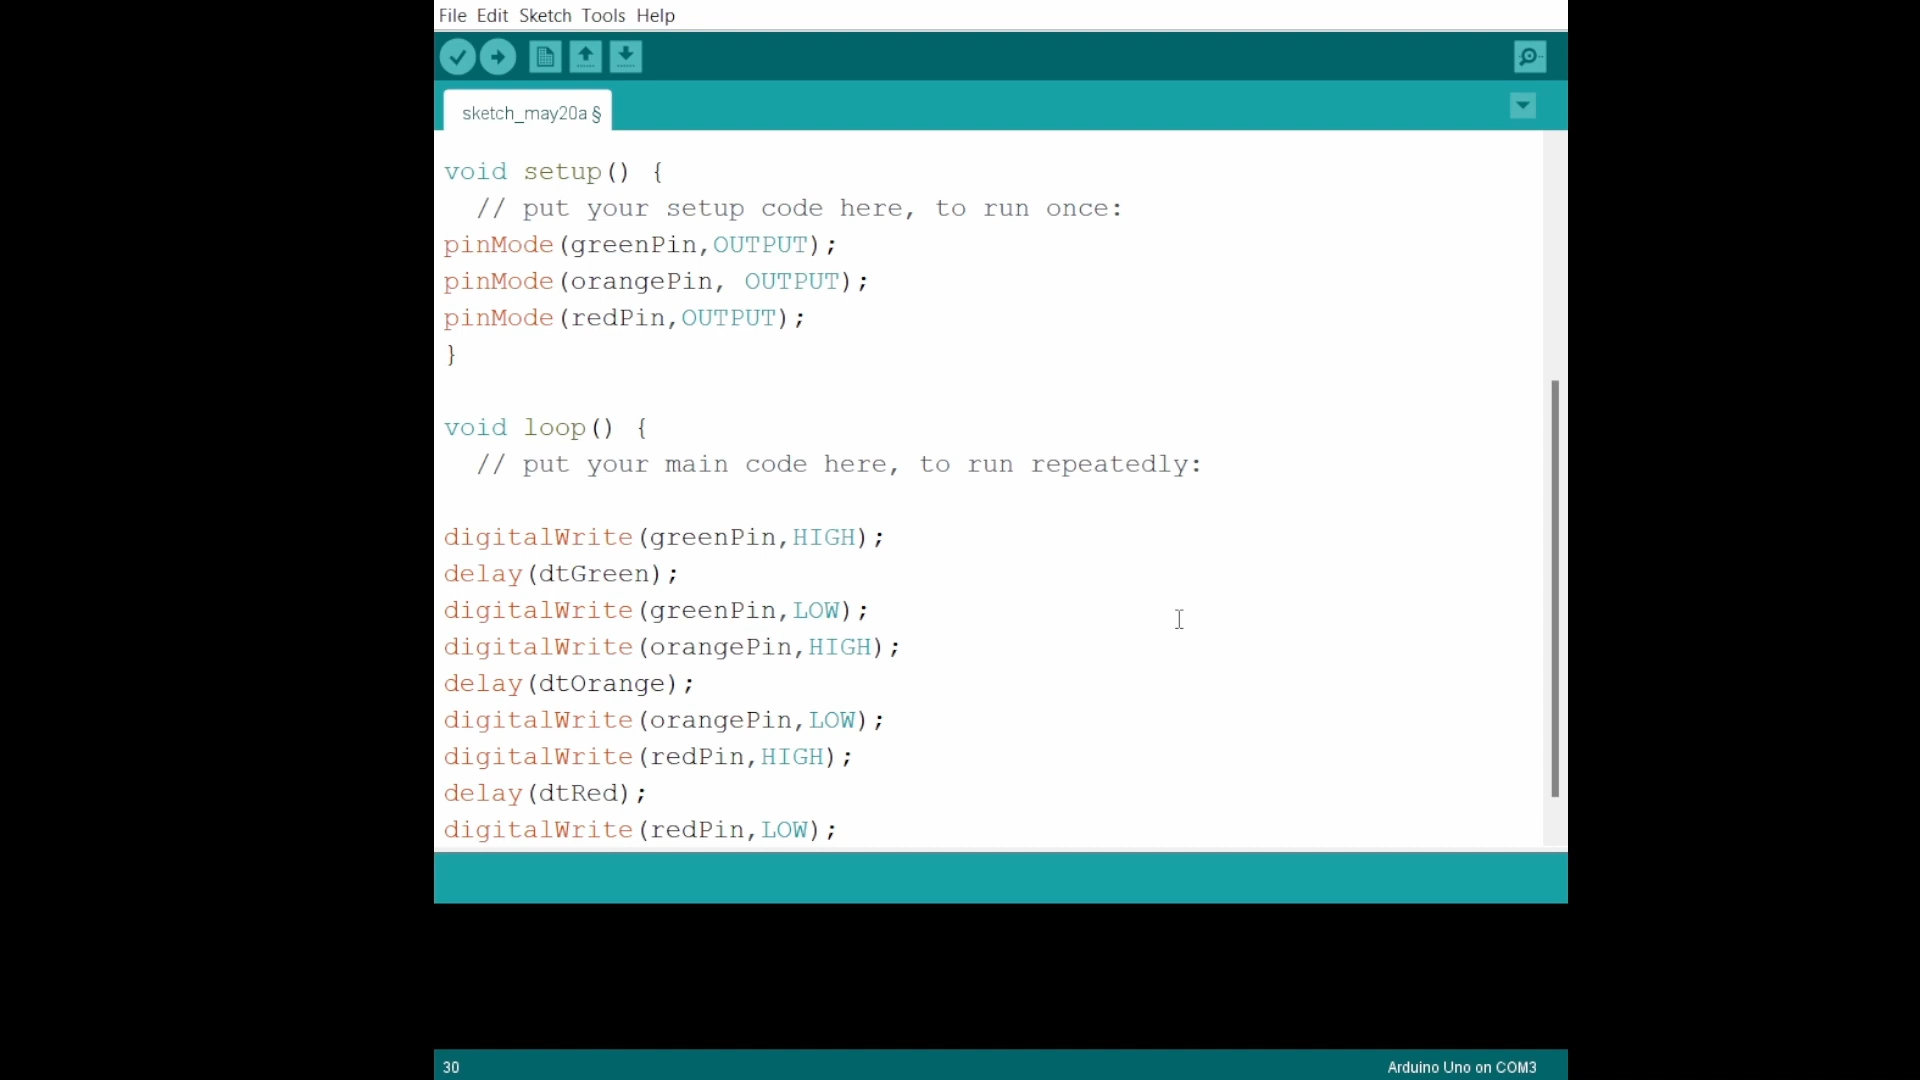 File Edit Sketch Tools Help
sketch_may20a §
void setup() {
  // put your setup code here, to run once:
pinMode(greenPin,OUTPUT);
pinMode(orangePin, OUTPUT);
pinMode(redPin,OUTPUT);
}
void loop() {
  // put your main code here, to run repeatedly:
digitalWrite(greenPin,HIGH);
delay(dtGreen);
digitalWrite(greenPin,LOW);
digitalWrite(orangePin,HIGH);
delay(dtOrange);
digitalWrite(orangePin,LOW);
digitalWrite(redPin,HIGH);
delay(dtRed);
digitalWrite(redPin,LOW);
30 Arduino Uno on COM3